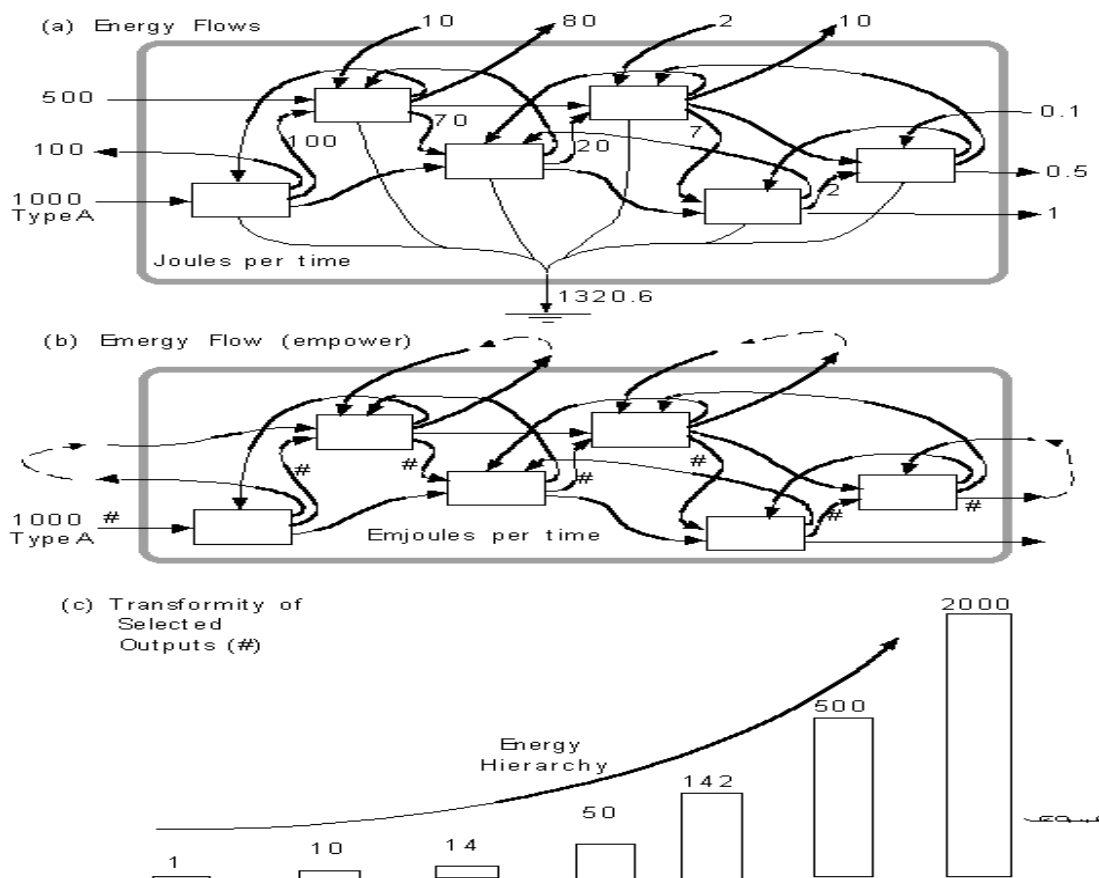 (a) Energy Flows
10
80
2
10
500
100
1000
Type A
100
70
20
7
2
0.1
0.5
1
Joules per time
1320.6
(b) Emergy Flow (empower)
1000 #
Type A
#
#
#
#
#
#
Emjoules per time
(c) Transformity of
Selected
Outputs (#)
Energy
Hierarchy
1
10
14
50
142
500
2000